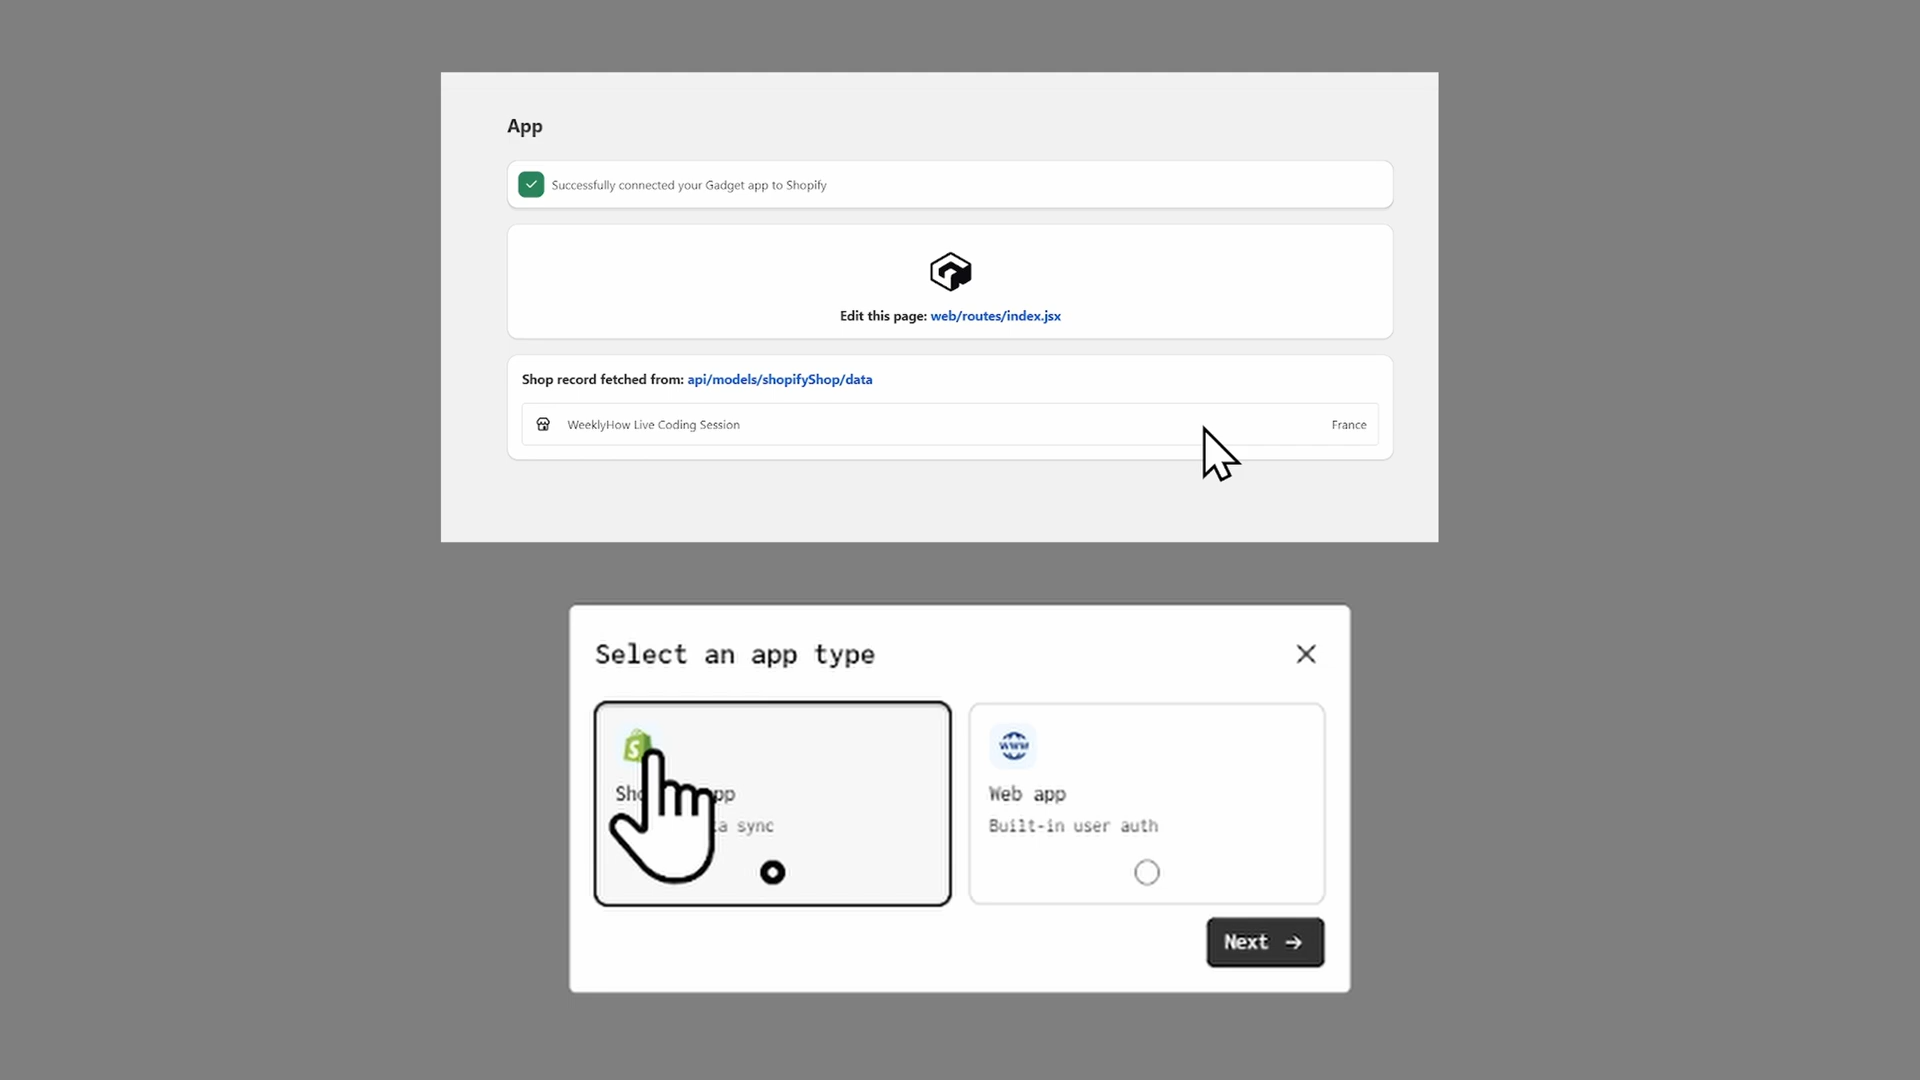 App
Successfully connected your Gadget app to Shopify
Edit this page: web/routes/index.jsx
Shop record fetched from: api/models/shopifyShop/data
WeeklyHow Live Coding Session France
Select an app type
WWW
Web app
sync
Built-in user auth
Next